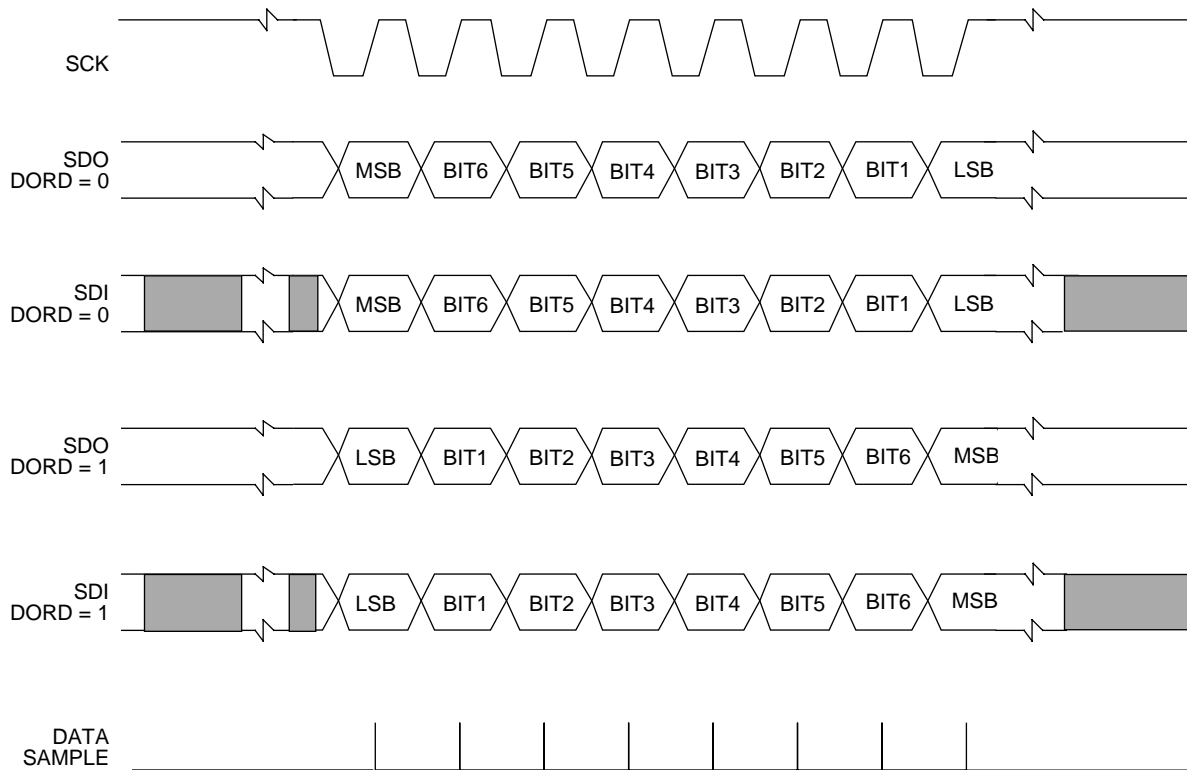 SCK
SDO
DORD = 0
MSB BIT6 BIT5 BIT4 BIT3 BIT2 BIT1 LSB
SDI
DORD = 0
MSB BIT6 BIT5 BIT4 BIT3 BIT2 BIT1 LSB
SDO
DORD = 1
LSB BIT1 BIT2 BIT3 BIT4 BIT5 BIT6 MSB
SDI
DORD = 1
LSB BIT1 BIT2 BIT3 BIT4 BIT5 BIT6 MSB
DATA
SAMPLE